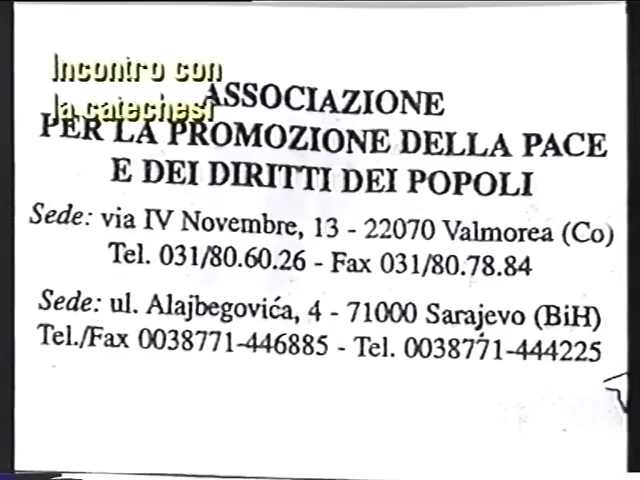 Incontro con
la catechesi
ASSOCIAZIONE
PER LA PROMOZIONE DELLA PACE
E DEI DIRITTI DEI POPOLI
Sede: via IV Novembre, 13 - 22070 Valmorea (Co)
Tel. 031/80.60.26 - Fax 031/80.78.84
Sede: ul. Alajbegovića, 4 - 71000 Sarajevo (BiH)
Tel./Fax 0038771-446885 - Tel. 0038771-444225